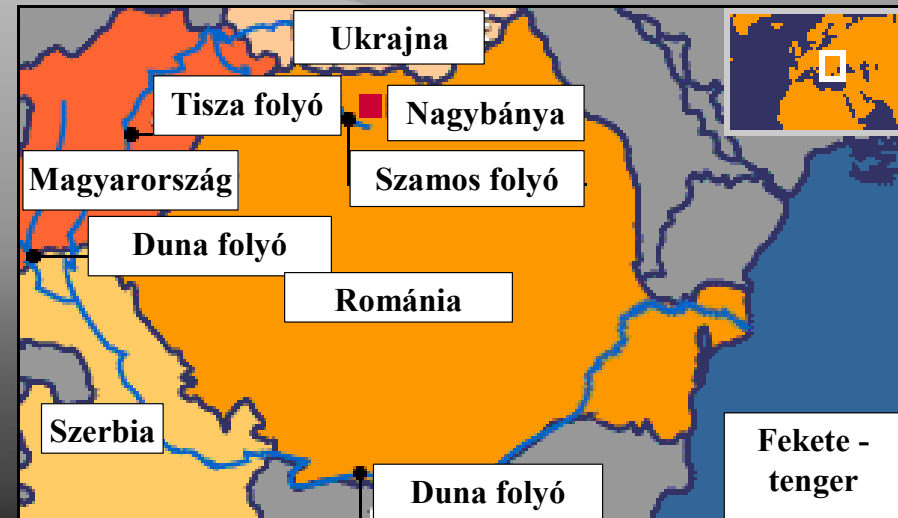 Ukrajna
Tisza folyó
Nagybánya
Magyarország
Szamos folyó
Duna folyó
Románia
Szerbia
Fekete -
tenger
Duna folyó